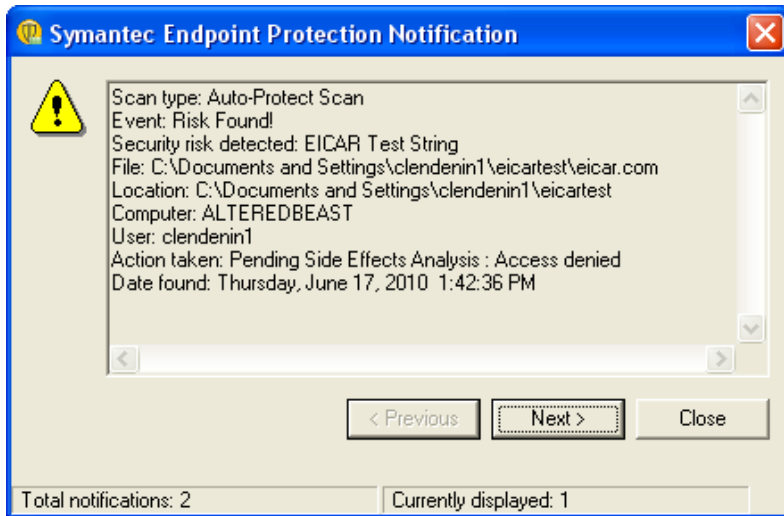 Symantec Endpoint Protection Notification
Scan type: Auto-Protect Scan
Event: Risk Found!
Security risk detected: EICAR Test String
File: C:\Documents and Settings\clendenin1\eicartest\eicar.com
Location: C:\Documents and Settings\clendenin1\eicartest
Computer: ALTEREDBEAST
User: clendenin1
Action taken: Pending Side Effects Analysis : Access denied
Date found: Thursday, June 17, 2010  1:42:36 PM
< Previous
Next >
Close
Total notifications: 2
Currently displayed: 1